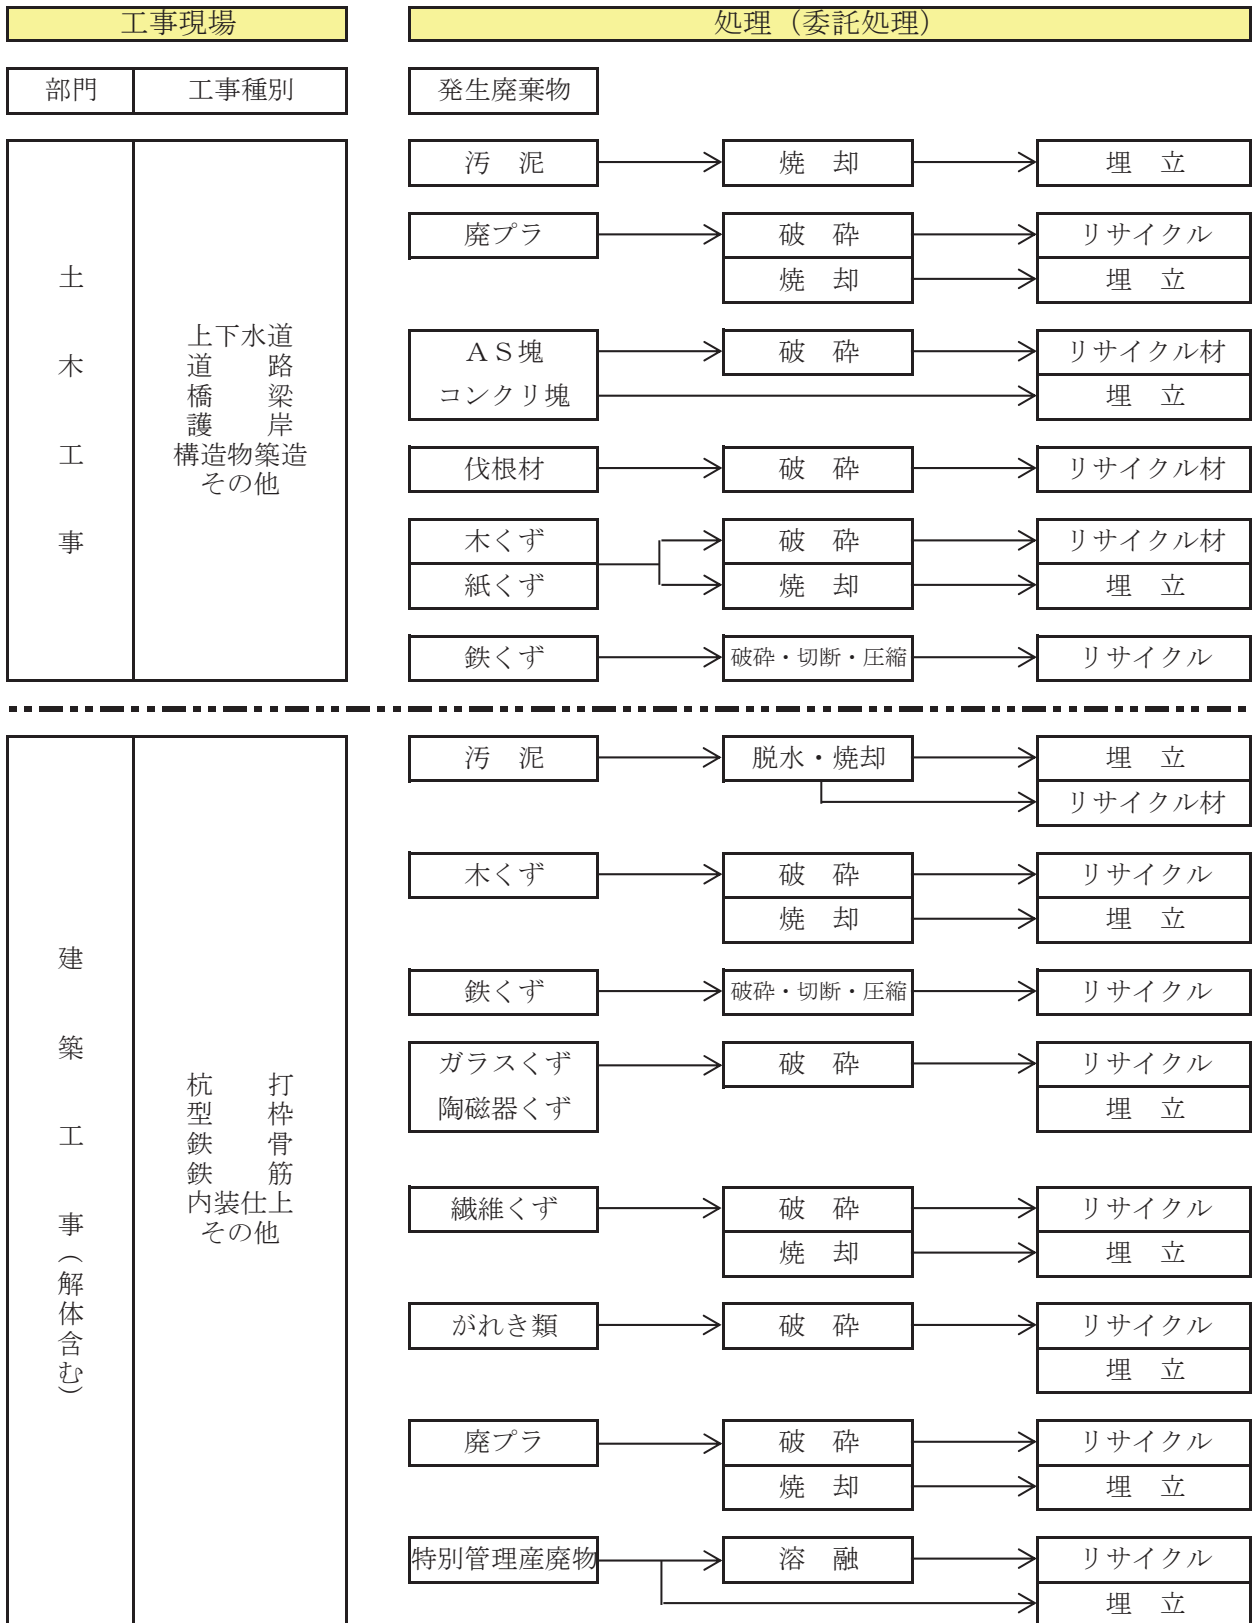 工事現場
処理（委託処理）
部門
工事種別
発生廃棄物
土木工事
上下水道
道　　路
橋　　梁
護　　岸
構造物築造
その他
汚　泥
焼　却
埋　立
廃プラ
破　砕
リサイクル
焼　却
埋　立
ＡＳ塊
破　砕
リサイクル材
コンクリ塊
埋　立
伐根材
破　砕
リサイクル材
木くず
破　砕
リサイクル材
紙くず
焼　却
埋　立
鉄くず
破砕・切断・圧縮
リサイクル
建築工事（解体含む）
杭　　打
型　　枠
鉄　　骨
鉄　　筋
内装仕上
その他
汚　泥
脱水・焼却
埋　立
リサイクル材
木くず
破　砕
リサイクル
焼　却
埋　立
鉄くず
破砕・切断・圧縮
リサイクル
ガラスくず
破　砕
リサイクル
陶磁器くず
埋　立
繊維くず
破　砕
リサイクル
焼　却
埋　立
がれき類
破　砕
リサイクル
埋　立
廃プラ
破　砕
リサイクル
焼　却
埋　立
特別管理産廃物
溶　融
リサイクル
埋　立